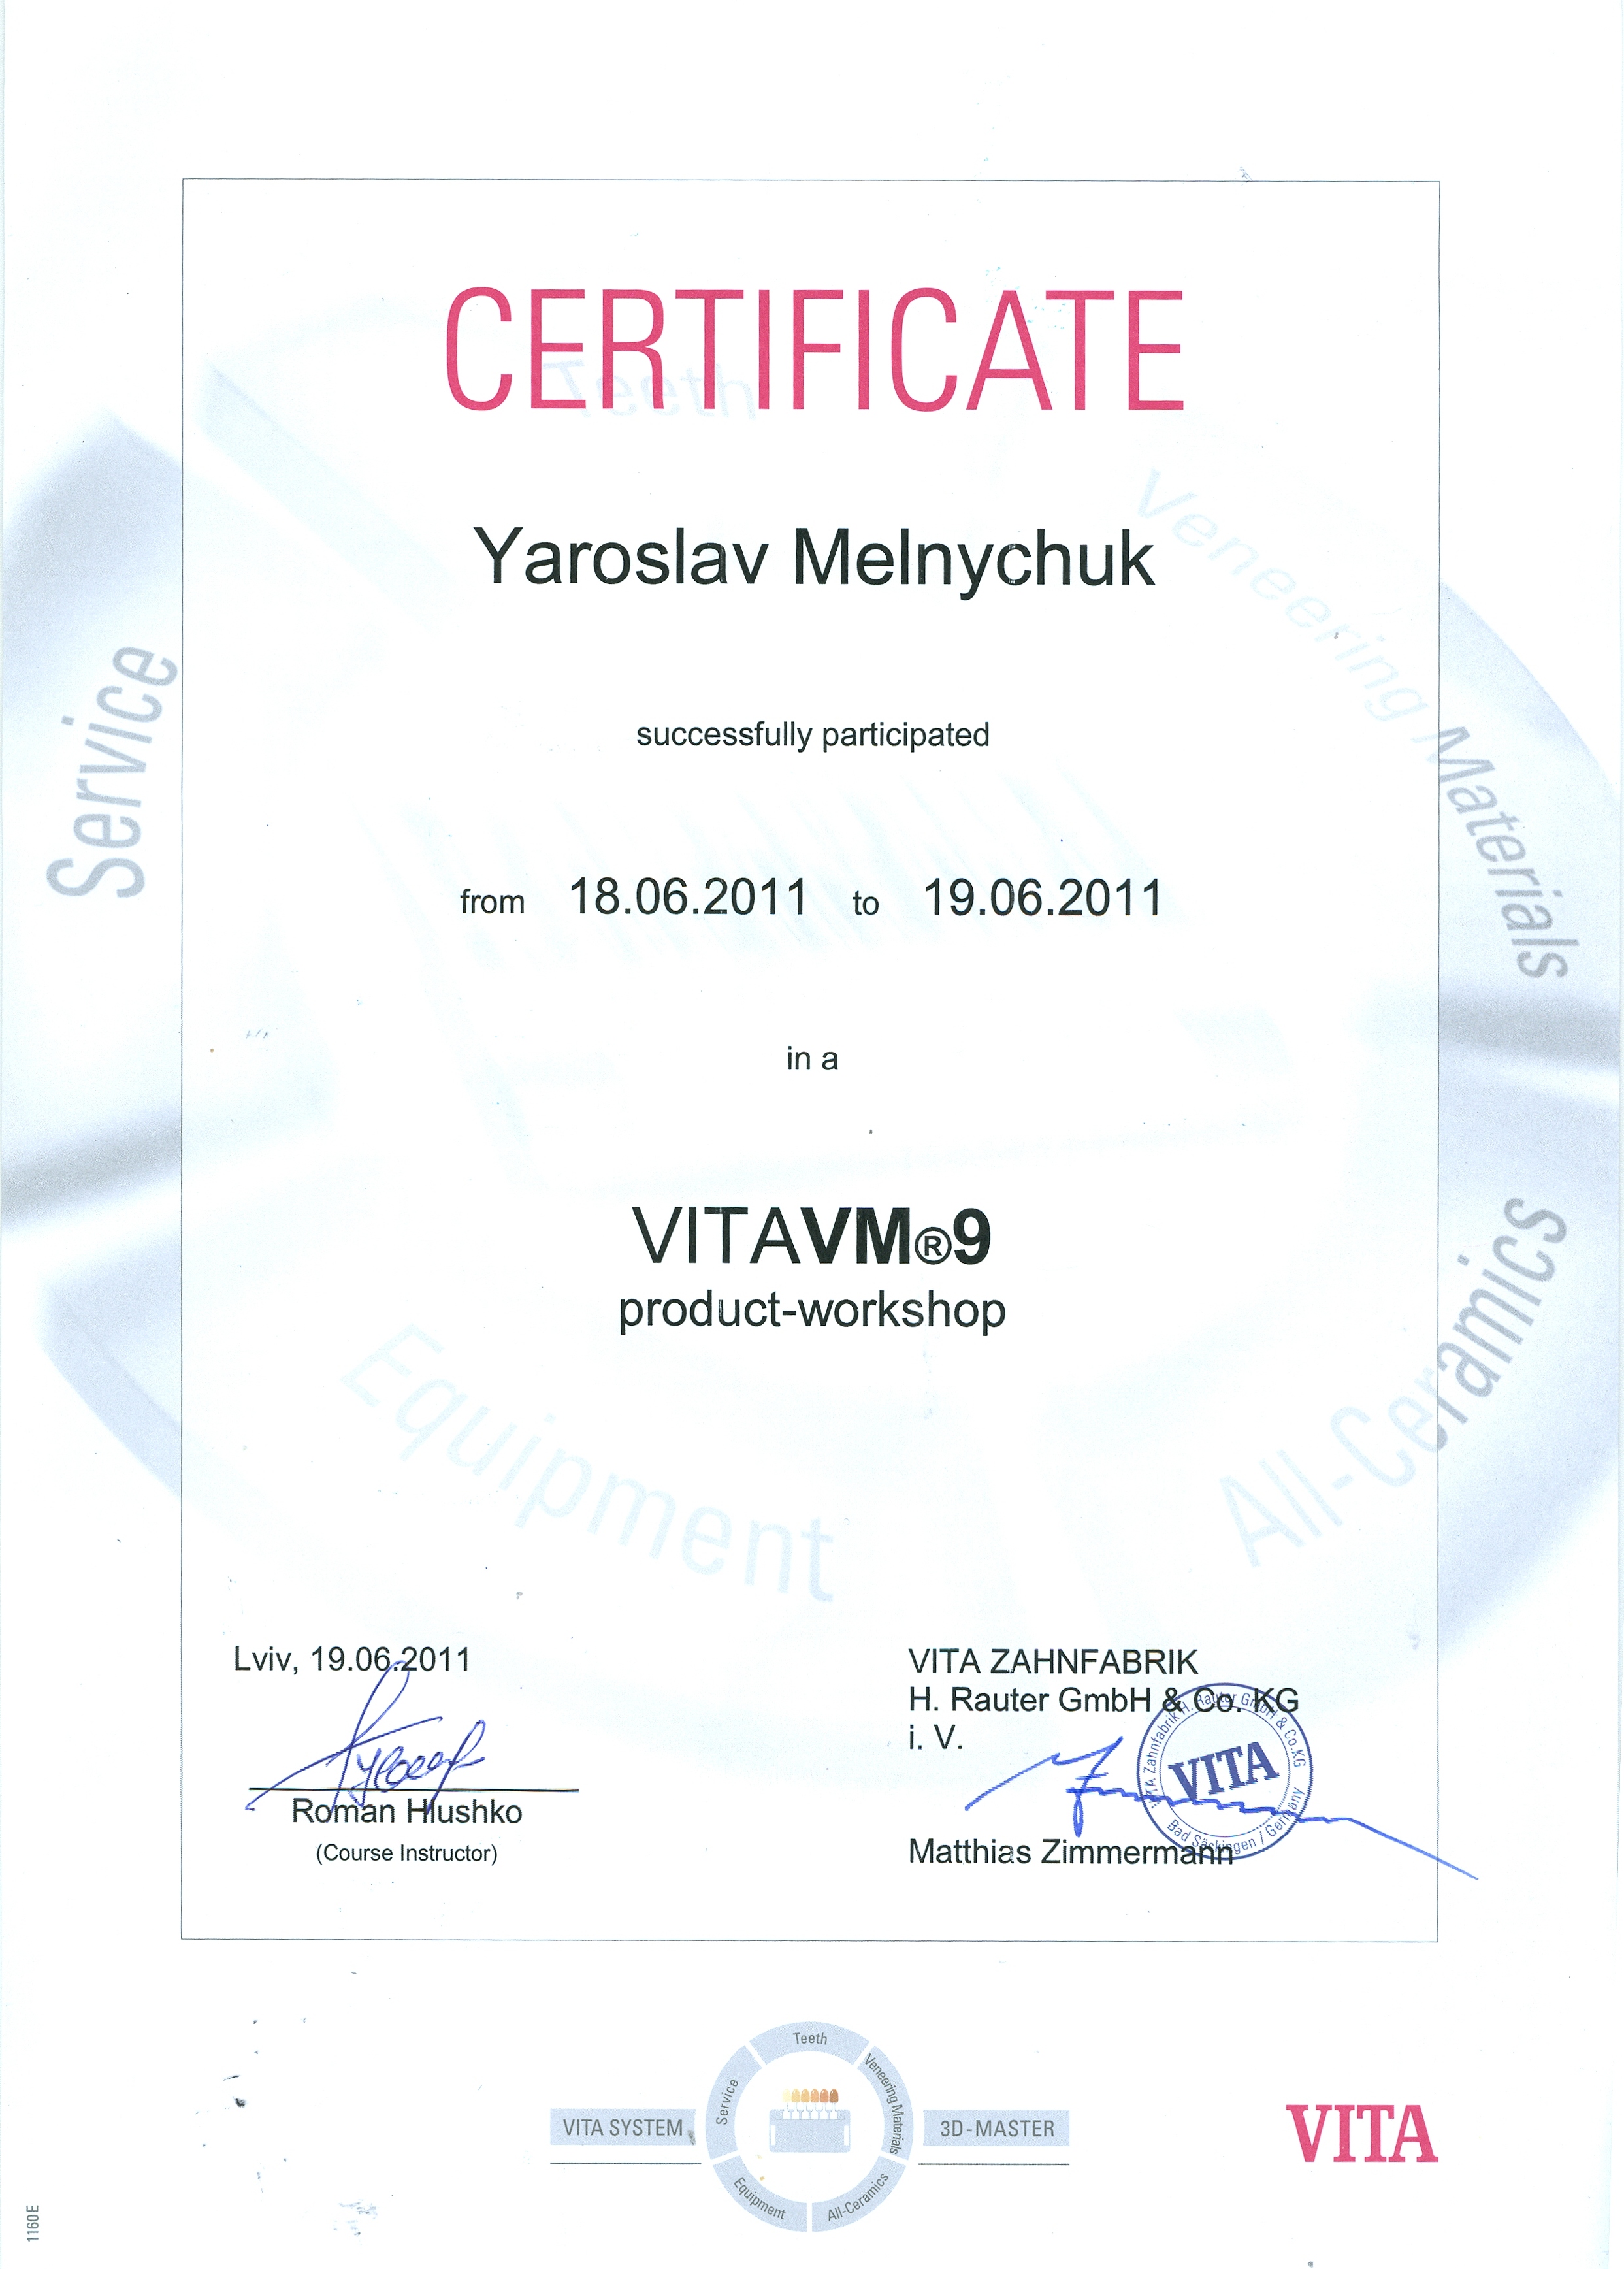 CERTIFICATE
Teeth
Veneering Materials
Service
Yaroslav Melnychuk
successfully participated
from 18.06.2011 to 19.06.2011
in a
VITAVM®9
product-workshop
Equipment
All-Ceramics
Lviv, 19.06.2011
Roman Hlushko
(Course Instructor)
VITA ZAHNFABRIK
H. Rauter GmbH & Co. KG
i. V.
VITA Zahnfabrik H. Rauter GmbH & Co.KG
VITA
Bad Säckingen / Germany
Matthias Zimmermann
VITA SYSTEM
Teeth
Veneering Materials
All-Ceramics
Equipment
Service
3D-MASTER
VITA
1160E